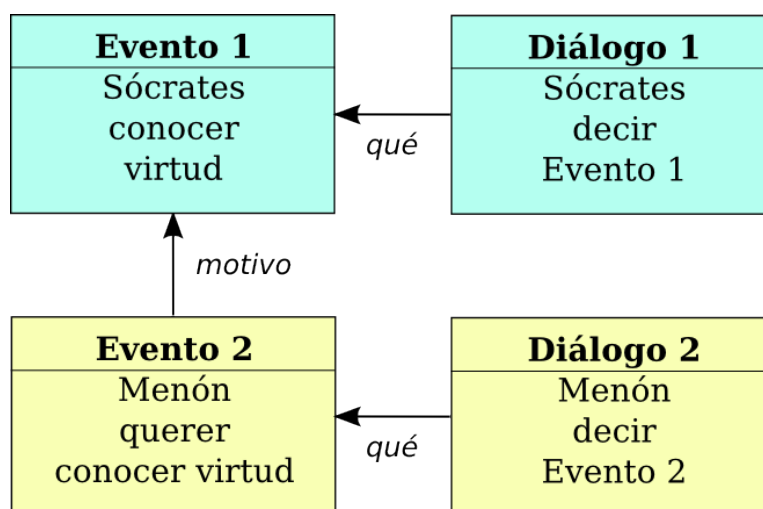 Evento 1
Sócrates
conocer
virtud
qué
Diálogo 1
Sócrates
decir
Evento 1
motivo
Evento 2
Menón
querer
conocer virtud
qué
Diálogo 2
Menón
decir
Evento 2